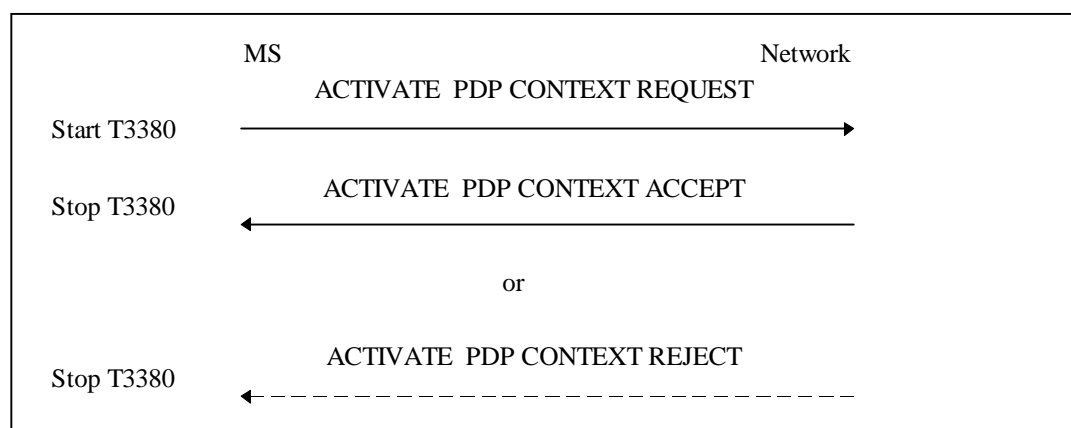 MS Network
ACTIVATE PDP CONTEXT REQUEST
Start T3380
ACTIVATE PDP CONTEXT ACCEPT
Stop T3380
or
ACTIVATE PDP CONTEXT REJECT
Stop T3380